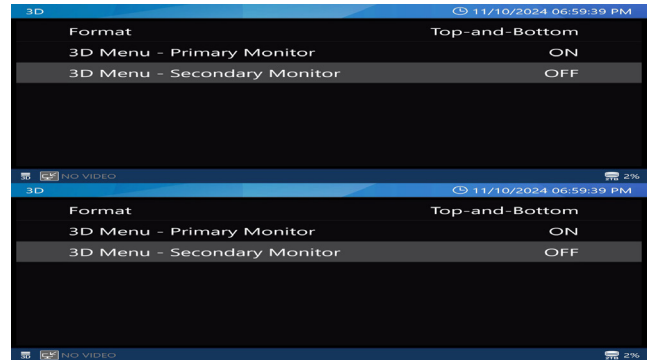 3D 11/10/2024 06:59:39 PM
Format Top-and-Bottom
3D Menu - Primary Monitor ON
3D Menu - Secondary Monitor OFF
3D NO VIDEO 2%
3D 11/10/2024 06:59:39 PM
Format Top-and-Bottom
3D Menu - Primary Monitor ON
3D Menu - Secondary Monitor OFF
3D NO VIDEO 2%